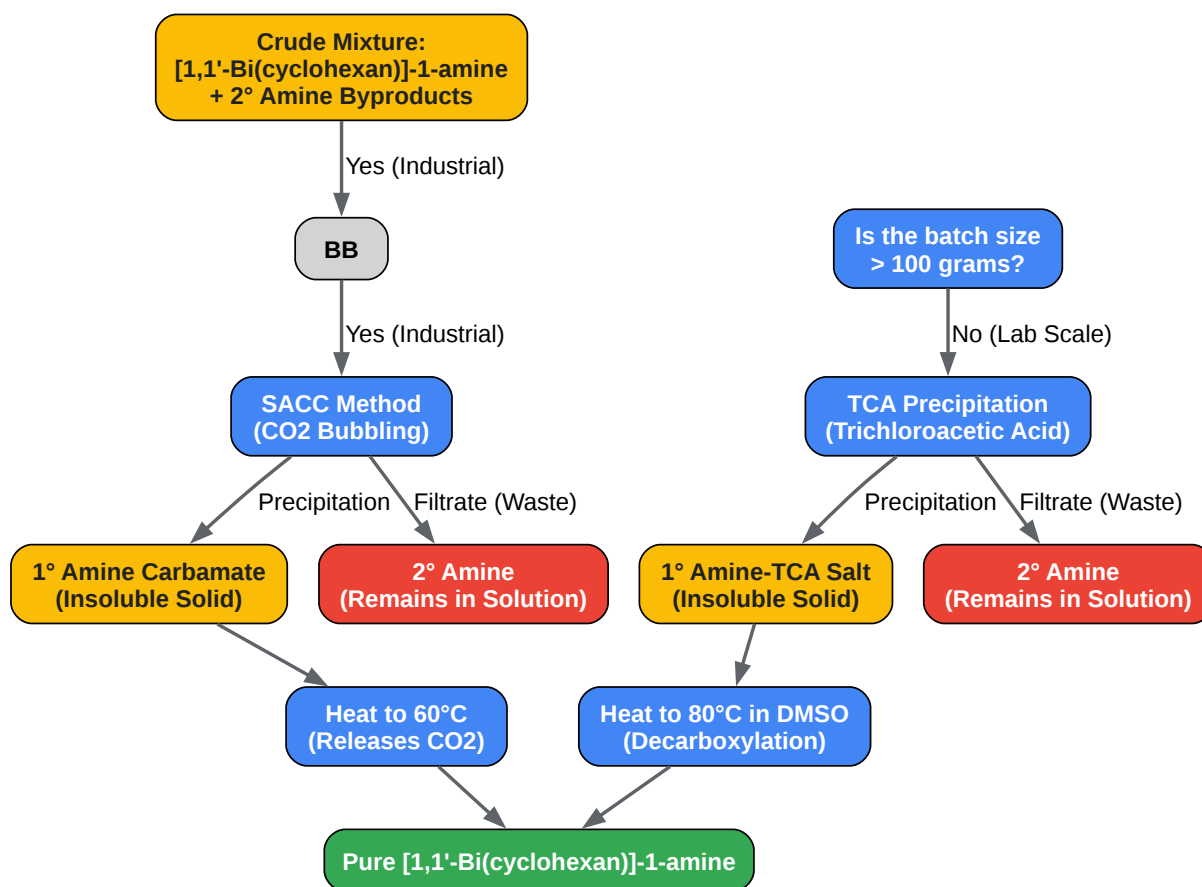 Crude Mixture:
[1,1'-Bi(cyclohexan)]-1-amine
+ 2° Amine Byproducts
Yes (Industrial)
BB
Is the batch size
> 100 grams?
Yes (Industrial)
No (Lab Scale)
SACC Method
(CO2 Bubbling)
TCA Precipitation
(Trichloroacetic Acid)
Precipitation
Filtrate (Waste)
Precipitation
Filtrate (Waste)
1° Amine Carbamate
(Insoluble Solid)
2° Amine
(Remains in Solution)
1° Amine-TCA Salt
(Insoluble Solid)
2° Amine
(Remains in Solution)
Heat to 60°C
(Releases CO2)
Heat to 80°C in DMSO
(Decarboxylation)
Pure [1,1'-Bi(cyclohexan)]-1-amine